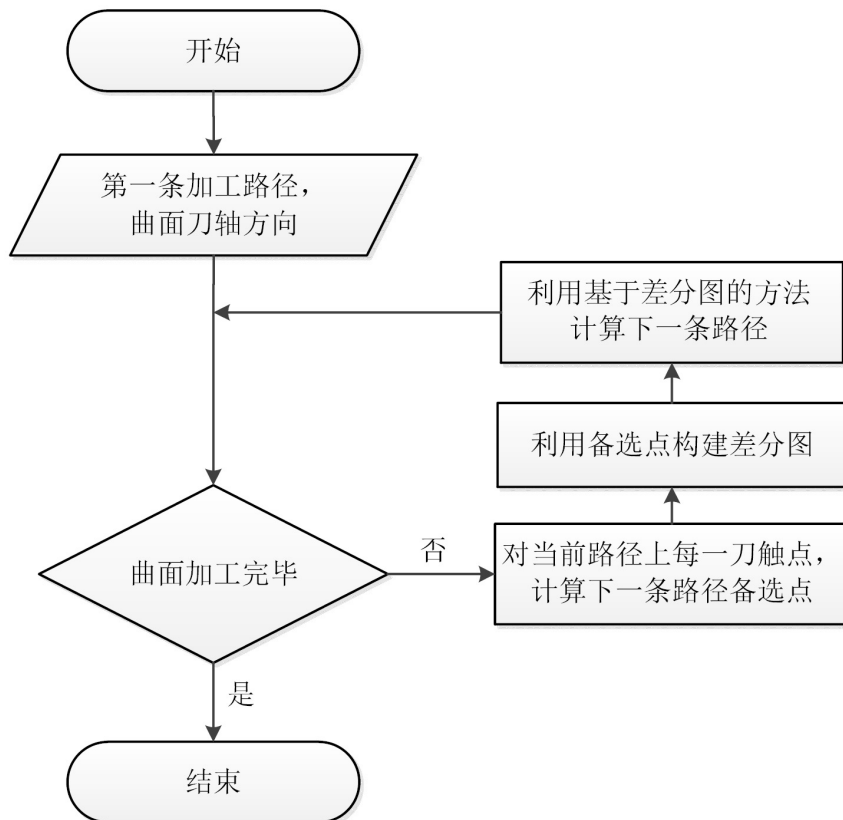 开始
第一条加工路径，
曲面刀轴方向
利用基于差分图的方法
计算下一条路径
利用备选点构建差分图
对当前路径上每一刀触点，
计算下一条路径备选点
否
曲面加工完毕
是
结束